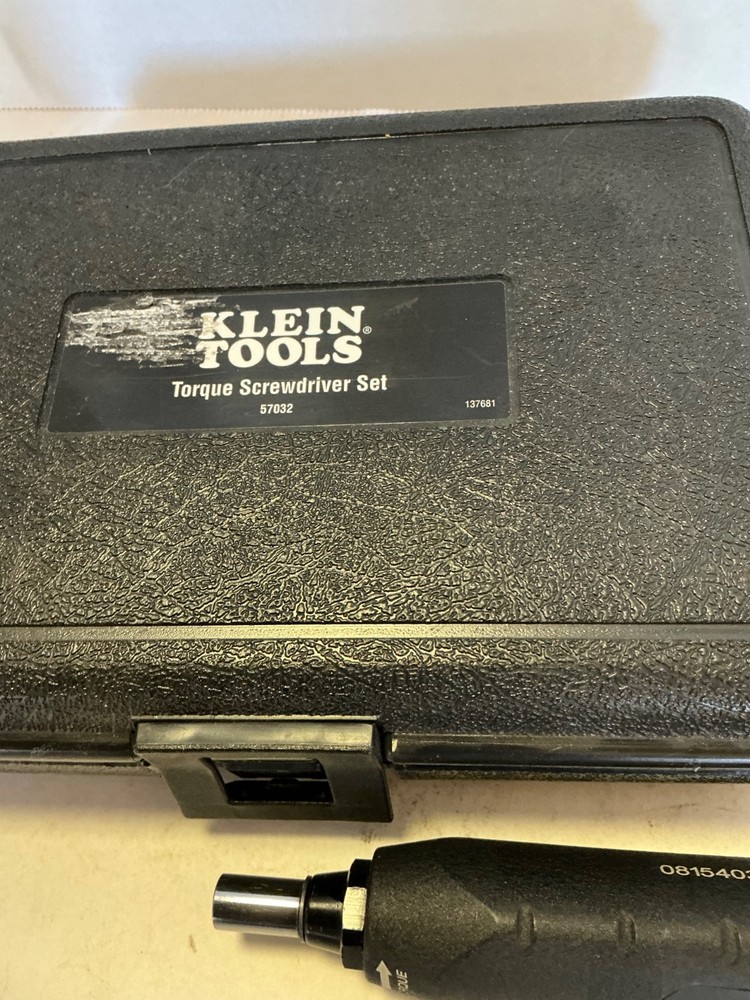 KLEIN®
TOOLS
Torque Screwdriver Set
57032
137681